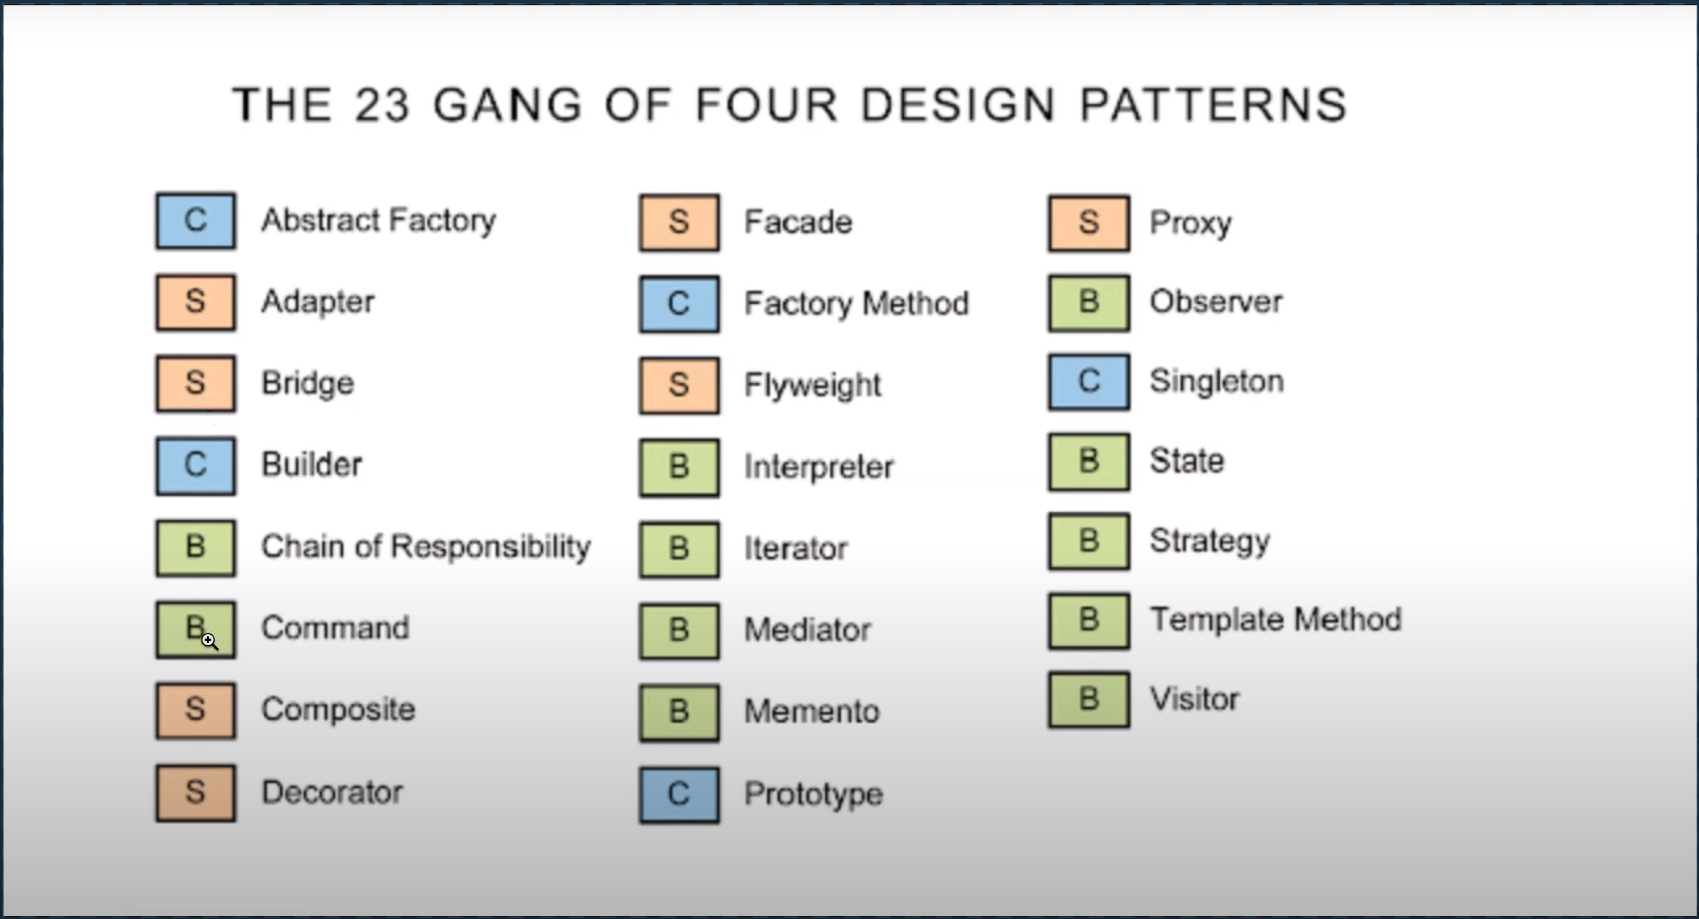 THE 23 GANG OF FOUR DESIGN PATTERNS
C Abstract Factory
S Adapter
S Bridge
C Builder
B Chain of Responsibility
B Command
S Composite
S Decorator
S Facade
C Factory Method
S Flyweight
B Interpreter
B Iterator
B Mediator
B Memento
C Prototype
S Proxy
B Observer
C Singleton
B State
B Strategy
B Template Method
B Visitor